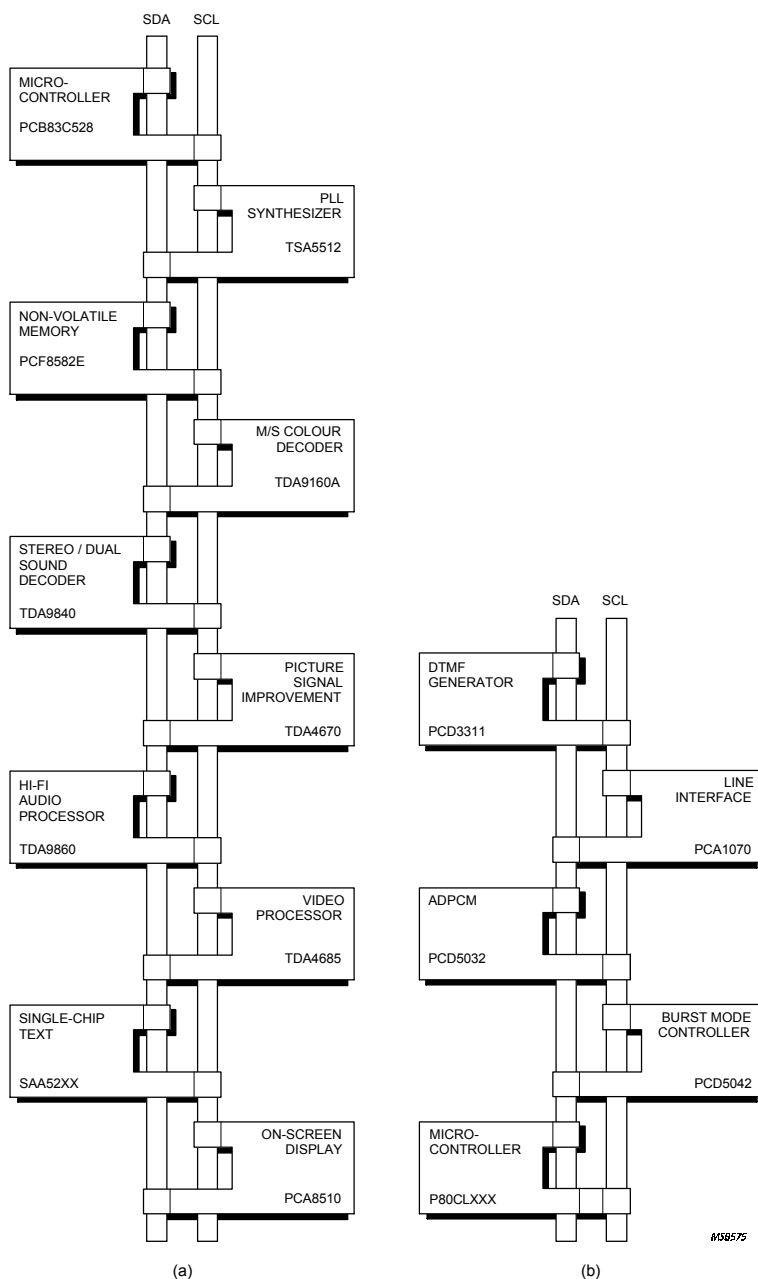 SDA SCL
MICRO-
CONTROLLER
PCB83C528
PLL
SYNTHESIZER
TSA5512
NON-VOLATILE
MEMORY
PCF8582E
M/S COLOUR
DECODER
TDA9160A
STEREO / DUAL
SOUND
DECODER
TDA9840
PICTURE
SIGNAL
IMPROVEMENT
TDA4670
HI-FI
AUDIO
PROCESSOR
TDA9860
VIDEO
PROCESSOR
TDA4685
SINGLE-CHIP
TEXT
SAA52XX
ON-SCREEN
DISPLAY
PCA8510
(a)
SDA SCL
DTMF
GENERATOR
PCD3311
LINE
INTERFACE
PCA1070
ADPCM
PCD5032
BURST MODE
CONTROLLER
PCD5042
MICRO-
CONTROLLER
P80CLXXX
MSB575
(b)